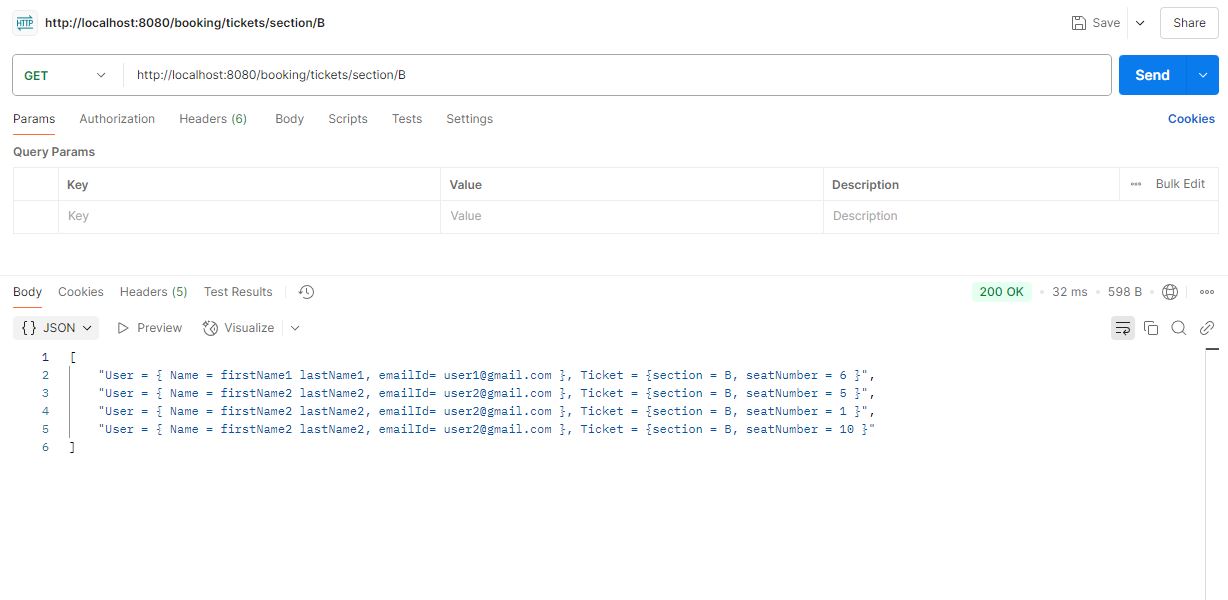 HTTP http://localhost:8080/booking/tickets/section/B Save Share
GET http://localhost:8080/booking/tickets/section/B Send
Params Authorization Headers (6) Body Scripts Tests Settings Cookies
Query Params
Key Value Description Bulk Edit
Key Value Description
Body Cookies Headers (5) Test Results 200 OK 32 ms 598 B
{} JSON Preview Visualize
1 [
2 "User = { Name = firstName1 lastName1, emailId= user1@gmail.com }, Ticket = {section = B, seatNumber = 6 }",
3 "User = { Name = firstName2 lastName2, emailId= user2@gmail.com }, Ticket = {section = B, seatNumber = 5 }",
4 "User = { Name = firstName2 lastName2, emailId= user2@gmail.com }, Ticket = {section = B, seatNumber = 1 }",
5 "User = { Name = firstName2 lastName2, emailId= user2@gmail.com }, Ticket = {section = B, seatNumber = 10 }"
6 ]